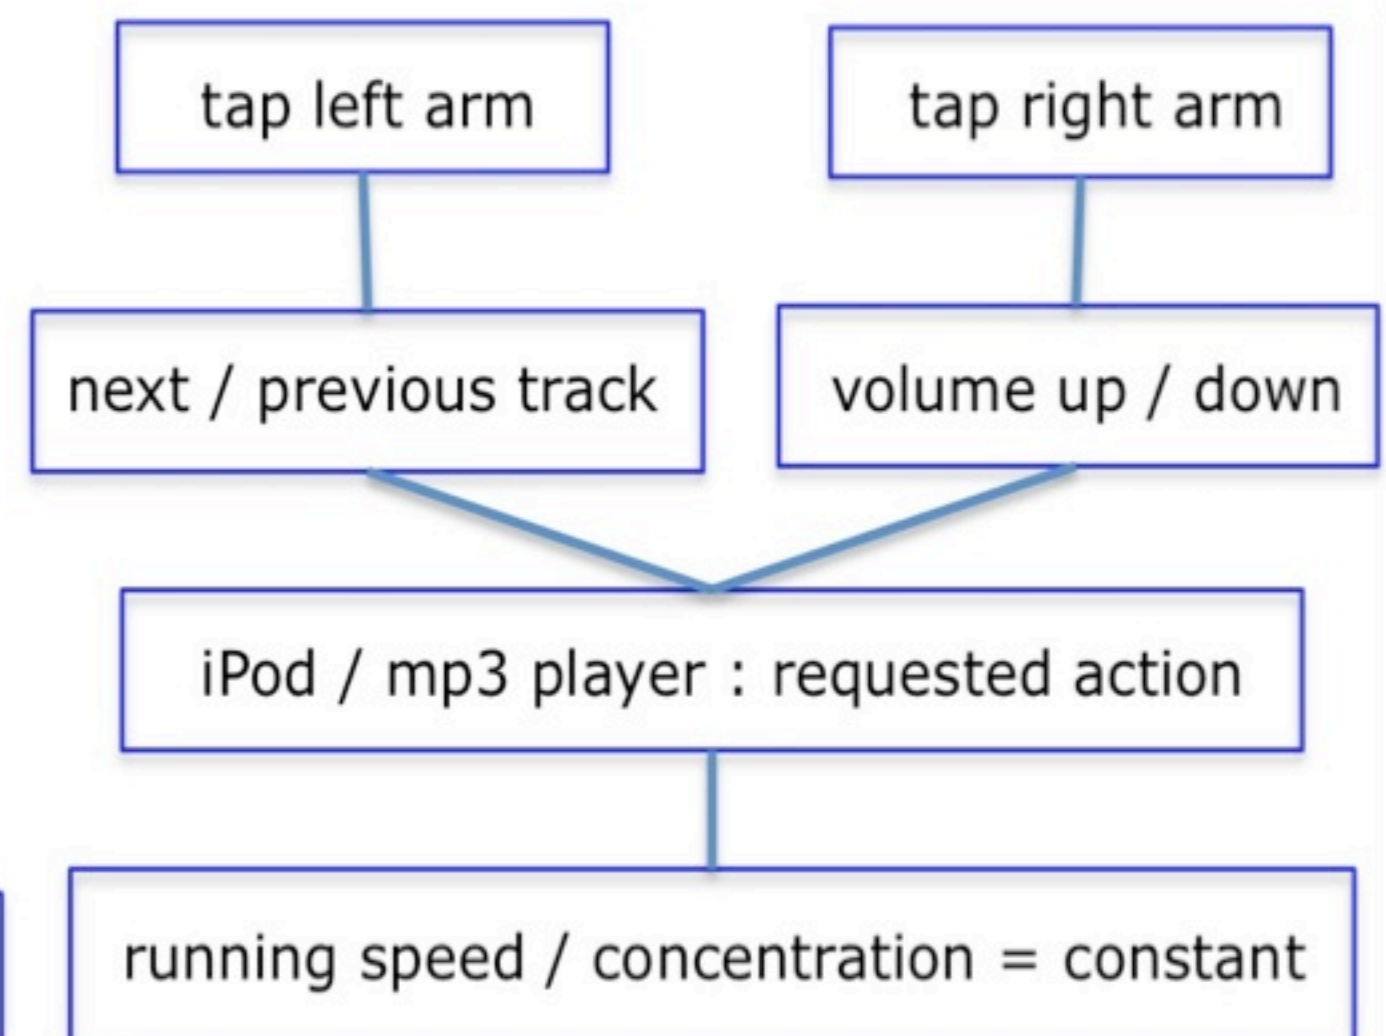 tap left arm
tap right arm
next / previous track
volume up / down
iPod / mp3 player : requested action
running speed / concentration = constant